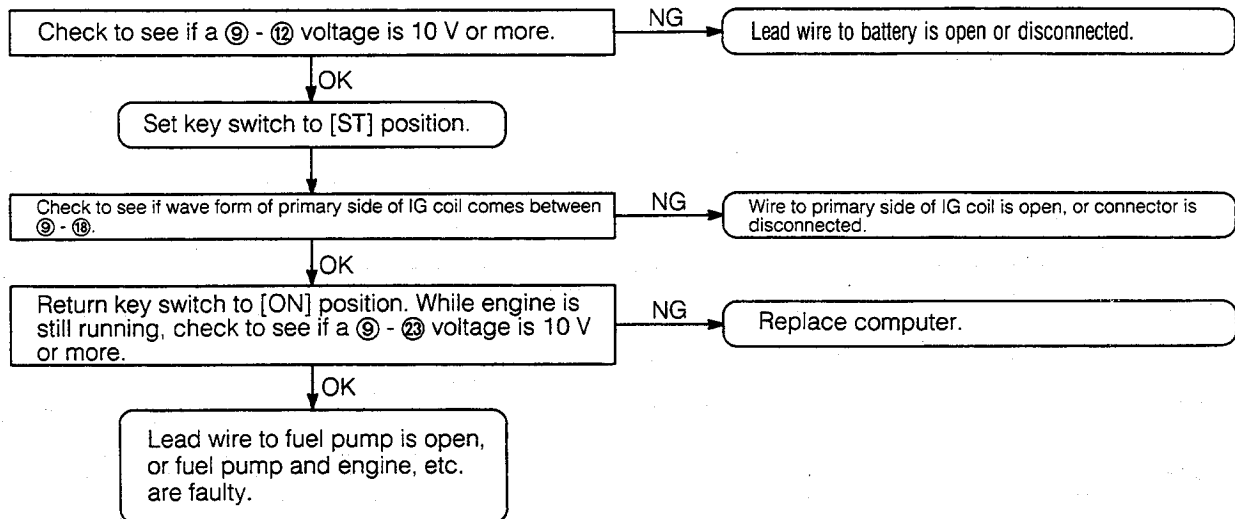 Check to see if a ⑨ - ⑫ voltage is 10 V or more.
NG
Lead wire to battery is open or disconnected.
OK
Set key switch to [ST] position.
Check to see if wave form of primary side of IG coil comes between
⑨ - ⑱.
NG
Wire to primary side of IG coil is open, or connector is
disconnected.
OK
Return key switch to [ON] position. While engine is
still running, check to see if a ⑨ - ㉓ voltage is 10 V
or more.
NG
Replace computer.
OK
Lead wire to fuel pump is open,
or fuel pump and engine, etc.
are faulty.